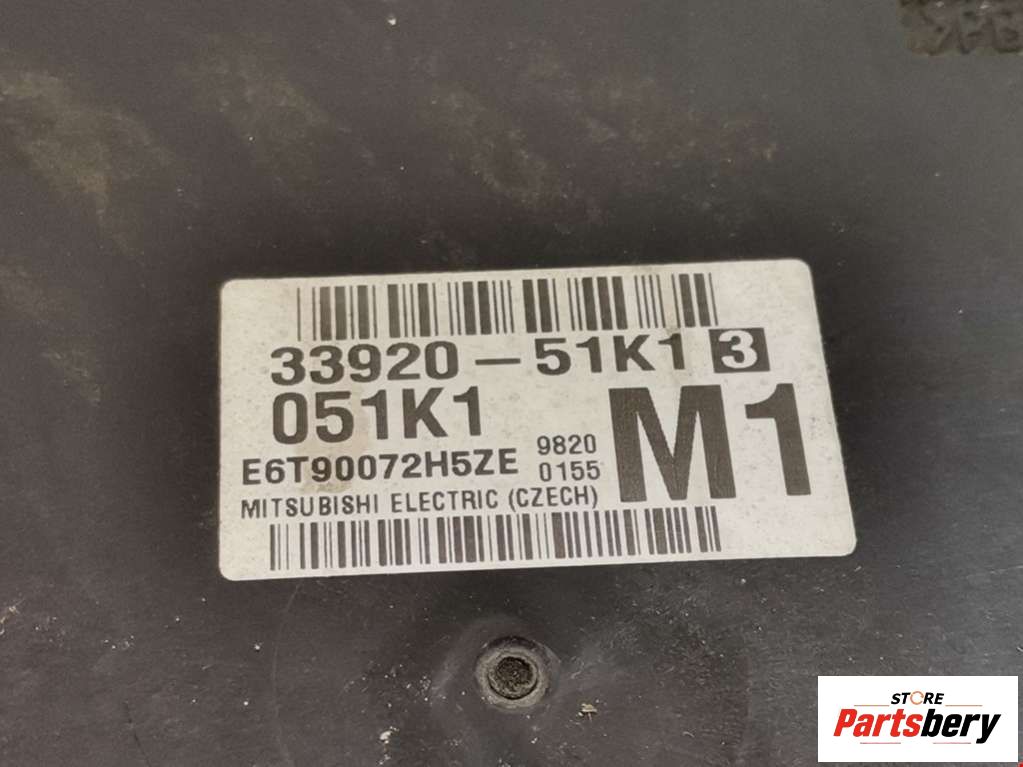 33920-51K1 3
051K1
M1
E6T90072H5ZE
9820
0155
MITSUBISHI ELECTRIC (CZECH)
STORE
Partsbery